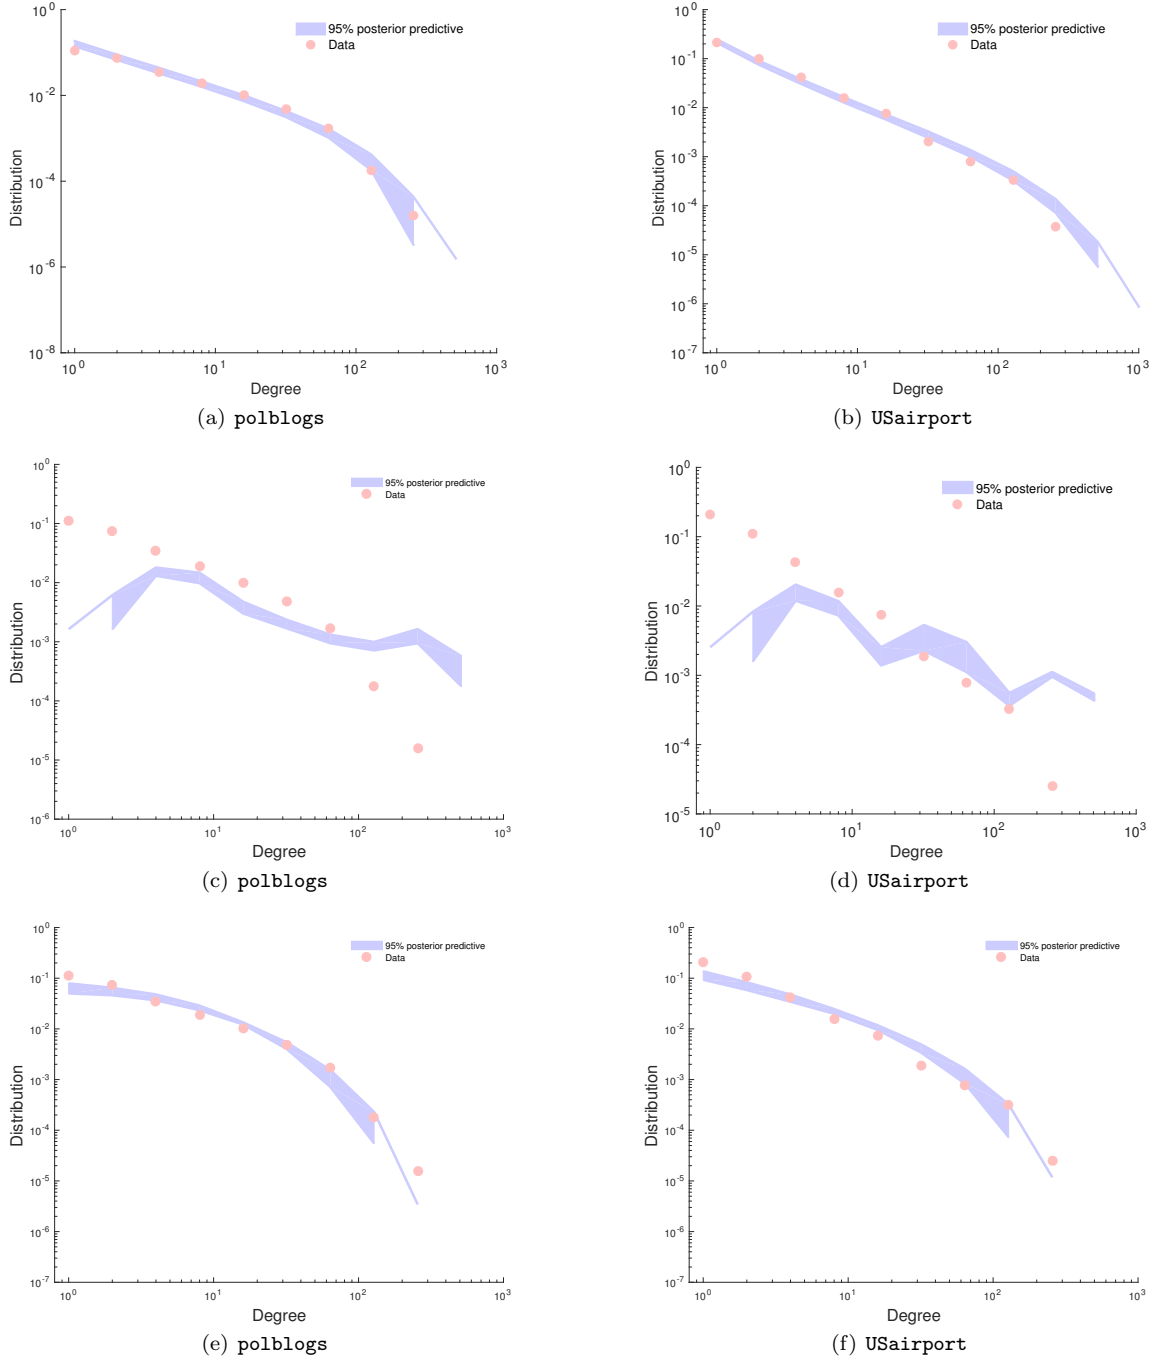 10^0
10^-2
10^-4
10^-6
10^-8
Distribution
95% posterior predictive
Data
10^0 10^1 10^2 10^3
Degree
(a) polblogs
10^0
10^-1
10^-2
10^-3
10^-4
10^-5
10^-6
10^-7
Distribution
95% posterior predictive
Data
10^0 10^1 10^2 10^3
Degree
(b) USairport
10^0
10^-1
10^-2
10^-3
10^-4
10^-5
10^-6
Distribution
95% posterior predictive
Data
10^0 10^1 10^2 10^3
Degree
(c) polblogs
10^0
10^-1
10^-2
10^-3
10^-4
10^-5
Distribution
95% posterior predictive
Data
10^0 10^1 10^2 10^3
Degree
(d) USairport
10^0
10^-1
10^-2
10^-3
10^-4
10^-5
10^-6
10^-7
Distribution
95% posterior predictive
Data
10^0 10^1 10^2 10^3
Degree
(e) polblogs
10^0
10^-1
10^-2
10^-3
10^-4
10^-5
10^-6
10^-7
Distribution
95% posterior predictive
Data
10^0 10^1 10^2 10^3
Degree
(f) USairport